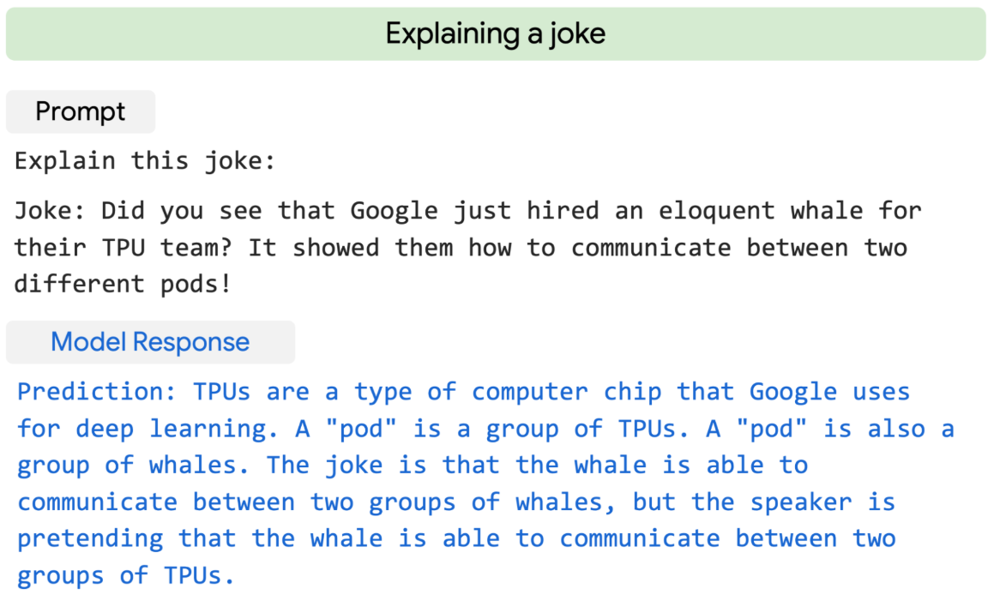 Explaining a joke
Prompt
Explain this joke:
Joke: Did you see that Google just hired an eloquent whale for
their TPU team? It showed them how to communicate between two
different pods!
Model Response
Prediction: TPUs are a type of computer chip that Google uses
for deep learning. A "pod" is a group of TPUs. A "pod" is also a
group of whales. The joke is that the whale is able to
communicate between two groups of whales, but the speaker is
pretending that the whale is able to communicate between two
groups of TPUs.